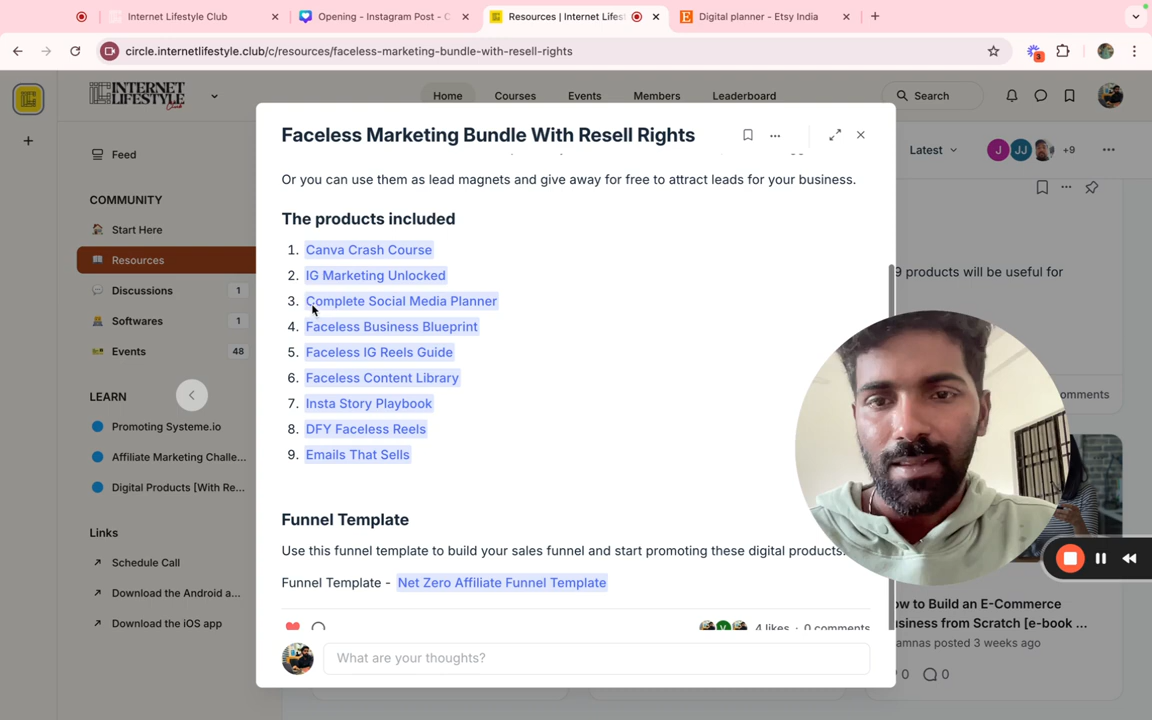 Internet Lifestyle Club
Opening - Instagram Post - C
Resources | Internet Lifest
Digital planner - Etsy India
circle.internetlifestyle.club/c/resources/faceless-marketing-bundle-with-resell-rights
3
INTERNET
LIFESTYLE
Club
Home
Courses
Events
Members
Leaderboard
Search
Feed
COMMUNITY
Start Here
Resources
Discussions
1
Softwares
1
Events
48
LEARN
Promoting Systeme.io
Affiliate Marketing Challe...
Digital Products [With Re...
Links
Schedule Call
Download the Android a...
Download the iOS app
Faceless Marketing Bundle With Resell Rights
Or you can use them as lead magnets and give away for free to attract leads for your business.
The products included
1. Canva Crash Course
2. IG Marketing Unlocked
3. Complete Social Media Planner
4. Faceless Business Blueprint
5. Faceless IG Reels Guide
6. Faceless Content Library
7. Insta Story Playbook
8. DFY Faceless Reels
9. Emails That Sells
Funnel Template
Use this funnel template to build your sales funnel and start promoting these digital products.
Funnel Template - Net Zero Affiliate Funnel Template
4 likes · 0 comments
What are your thoughts?
Latest
J
JJ
+9
9 products will be useful for
omments
ow to Build an E-Commerce
usiness from Scratch [e-book ...
amnas posted 3 weeks ago
0
0